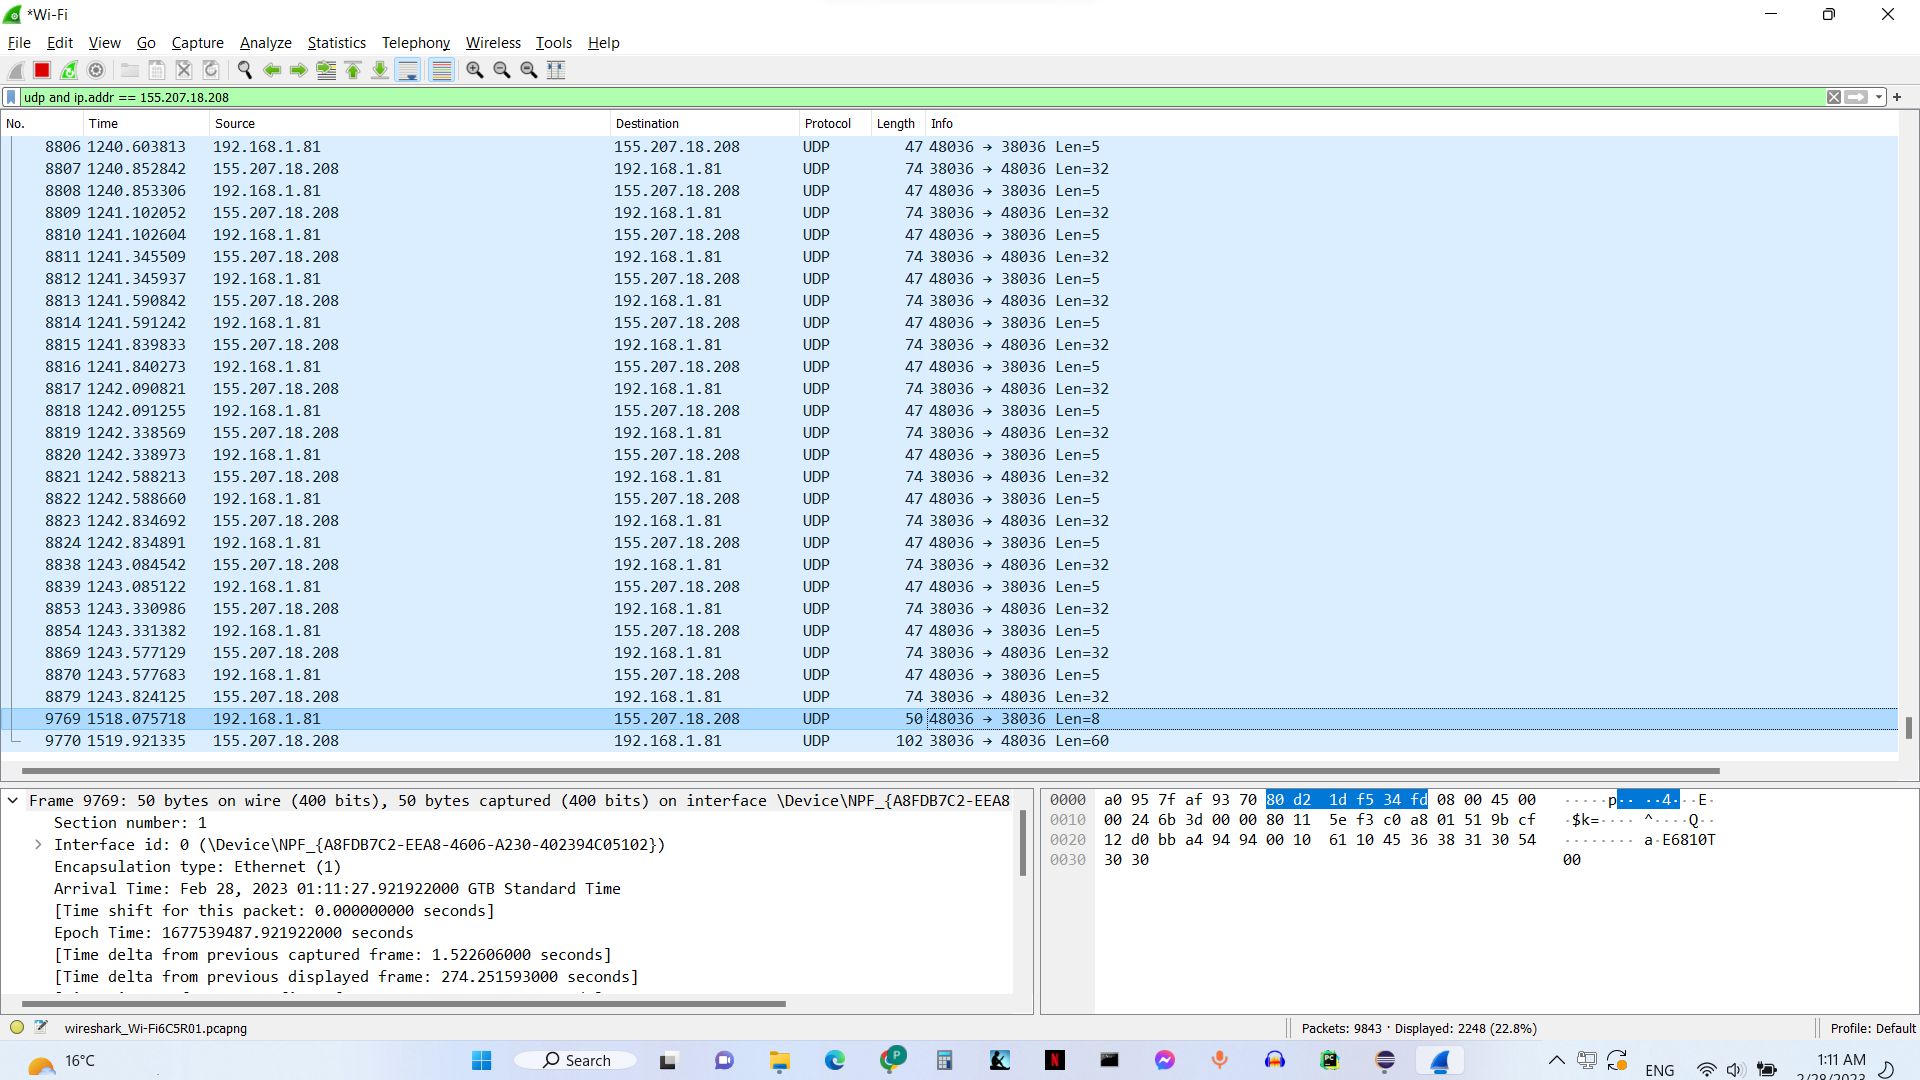 *Wi-Fi
File Edit View Go Capture Analyze Statistics Telephony Wireless Tools Help
udp and ip.addr == 155.207.18.208
No. Time Source Destination Protocol Length Info
8806 1240.603813 192.168.1.81 155.207.18.208 UDP 47 48036 → 38036 Len=5
8807 1240.852842 155.207.18.208 192.168.1.81 UDP 74 38036 → 48036 Len=32
8808 1240.853306 192.168.1.81 155.207.18.208 UDP 47 48036 → 38036 Len=5
8809 1241.102052 155.207.18.208 192.168.1.81 UDP 74 38036 → 48036 Len=32
8810 1241.102604 192.168.1.81 155.207.18.208 UDP 47 48036 → 38036 Len=5
8811 1241.345509 155.207.18.208 192.168.1.81 UDP 74 38036 → 48036 Len=32
8812 1241.345937 192.168.1.81 155.207.18.208 UDP 47 48036 → 38036 Len=5
8813 1241.590842 155.207.18.208 192.168.1.81 UDP 74 38036 → 48036 Len=32
8814 1241.591242 192.168.1.81 155.207.18.208 UDP 47 48036 → 38036 Len=5
8815 1241.839833 155.207.18.208 192.168.1.81 UDP 74 38036 → 48036 Len=32
8816 1241.840273 192.168.1.81 155.207.18.208 UDP 47 48036 → 38036 Len=5
8817 1242.090821 155.207.18.208 192.168.1.81 UDP 74 38036 → 48036 Len=32
8818 1242.091255 192.168.1.81 155.207.18.208 UDP 47 48036 → 38036 Len=5
8819 1242.338569 155.207.18.208 192.168.1.81 UDP 74 38036 → 48036 Len=32
8820 1242.338973 192.168.1.81 155.207.18.208 UDP 47 48036 → 38036 Len=5
8821 1242.588213 155.207.18.208 192.168.1.81 UDP 74 38036 → 48036 Len=32
8822 1242.588660 192.168.1.81 155.207.18.208 UDP 47 48036 → 38036 Len=5
8823 1242.834692 155.207.18.208 192.168.1.81 UDP 74 38036 → 48036 Len=32
8824 1242.834891 192.168.1.81 155.207.18.208 UDP 47 48036 → 38036 Len=5
8838 1243.084542 155.207.18.208 192.168.1.81 UDP 74 38036 → 48036 Len=32
8839 1243.085122 192.168.1.81 155.207.18.208 UDP 47 48036 → 38036 Len=5
8853 1243.330986 155.207.18.208 192.168.1.81 UDP 74 38036 → 48036 Len=32
8854 1243.331382 192.168.1.81 155.207.18.208 UDP 47 48036 → 38036 Len=5
8869 1243.577129 155.207.18.208 192.168.1.81 UDP 74 38036 → 48036 Len=32
8870 1243.577683 192.168.1.81 155.207.18.208 UDP 47 48036 → 38036 Len=5
8879 1243.824125 155.207.18.208 192.168.1.81 UDP 74 38036 → 48036 Len=32
9769 1518.075718 192.168.1.81 155.207.18.208 UDP 50 48036 → 38036 Len=8
9770 1519.921335 155.207.18.208 192.168.1.81 UDP 102 38036 → 48036 Len=60
Frame 9769: 50 bytes on wire (400 bits), 50 bytes captured (400 bits) on interface \Device\NPF_{A8FDB7C2-EEA8
Section number: 1
Interface id: 0 (\Device\NPF_{A8FDB7C2-EEA8-4606-A230-402394C05102})
Encapsulation type: Ethernet (1)
Arrival Time: Feb 28, 2023 01:11:27.921922000 GTB Standard Time
[Time shift for this packet: 0.000000000 seconds]
Epoch Time: 1677539487.921922000 seconds
[Time delta from previous captured frame: 1.522606000 seconds]
[Time delta from previous displayed frame: 274.251593000 seconds]
0000 a0 95 7f af 93 70 80 d2 1d f5 34 fd 08 00 45 00 ·····p·· ··4···E·
0010 00 24 6b 3d 00 00 80 11 5e f3 c0 a8 01 51 9b cf ·$k=···· ^····Q··
0020 12 d0 bb a4 94 94 00 10 61 10 45 36 38 31 30 54 ········ a·E6810T
0030 30 30 00
wireshark_Wi-Fi6C5R01.pcapng
Packets: 9843 · Displayed: 2248 (22.8%)
Profile: Default
16°C
Search
ENG
1:11 AM
2/28/2023